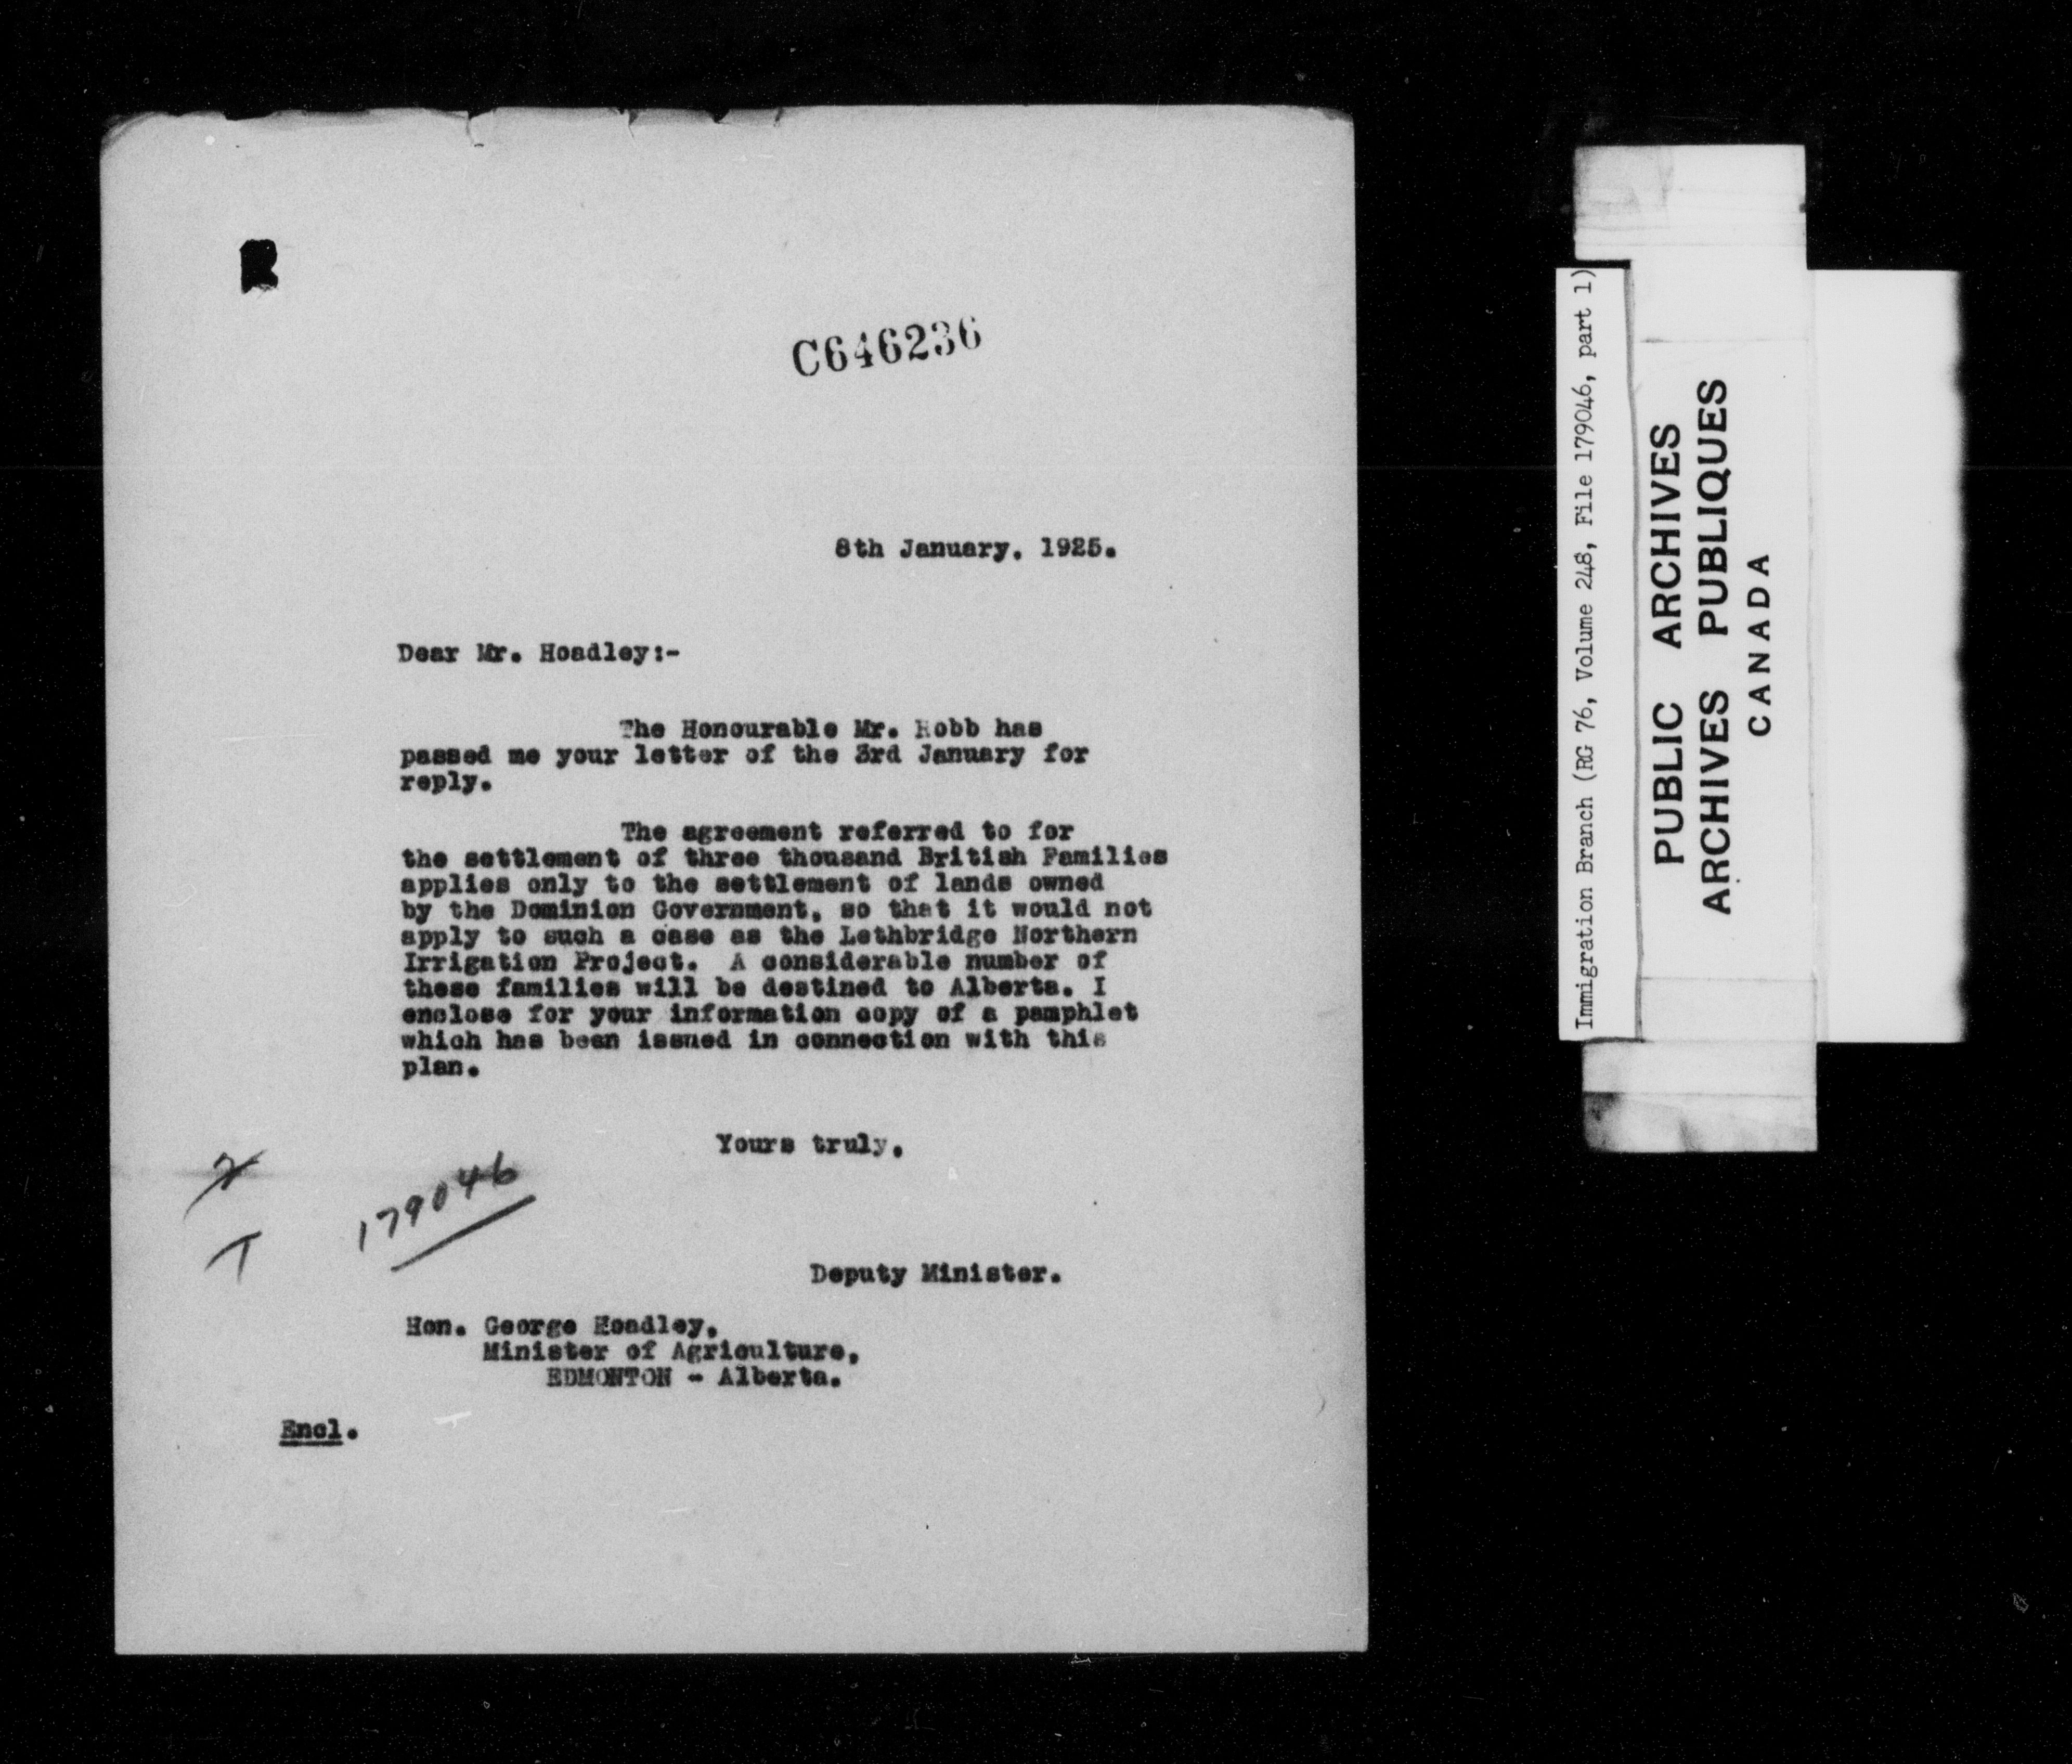 C646236
8th January, 1925.
Dear Mr. Hoadley:-
The Honourable Mr. Robb has
passed me your letter of the 3rd January for
reply.
The agreement referred to for
the settlement of three thousand British Families
applies only to the settlement of lands owned
by the Dominion Government, so that it would not
apply to such a case as the Lethbridge Northern
Irrigation Project. A considerable number of
these families will be destined to Alberta. I
enclose for your information copy of a pamphlet
which has been issued in connection with this
plan.
Yours truly,
179046
Deputy Minister.
Hon. George Hoadley,
Minister of Agriculture,
EDMONTON - Alberta.
Encl.
Immigration Branch (RG 76, Volume 248, File 179046, part 1)
PUBLIC ARCHIVES
ARCHIVES PUBLIQUES
CANADA